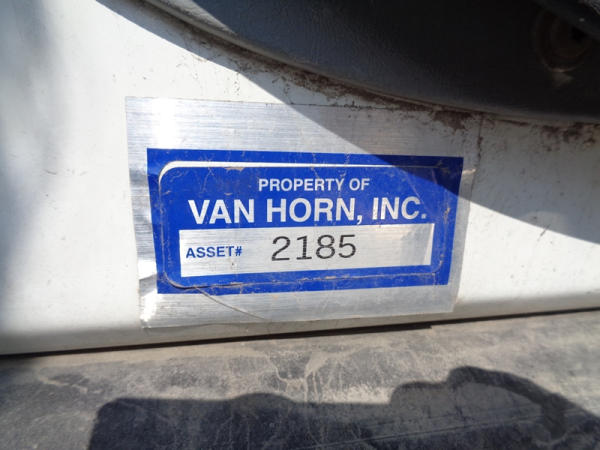 PROPERTY OF
VAN HORN, INC.
ASSET# 2185